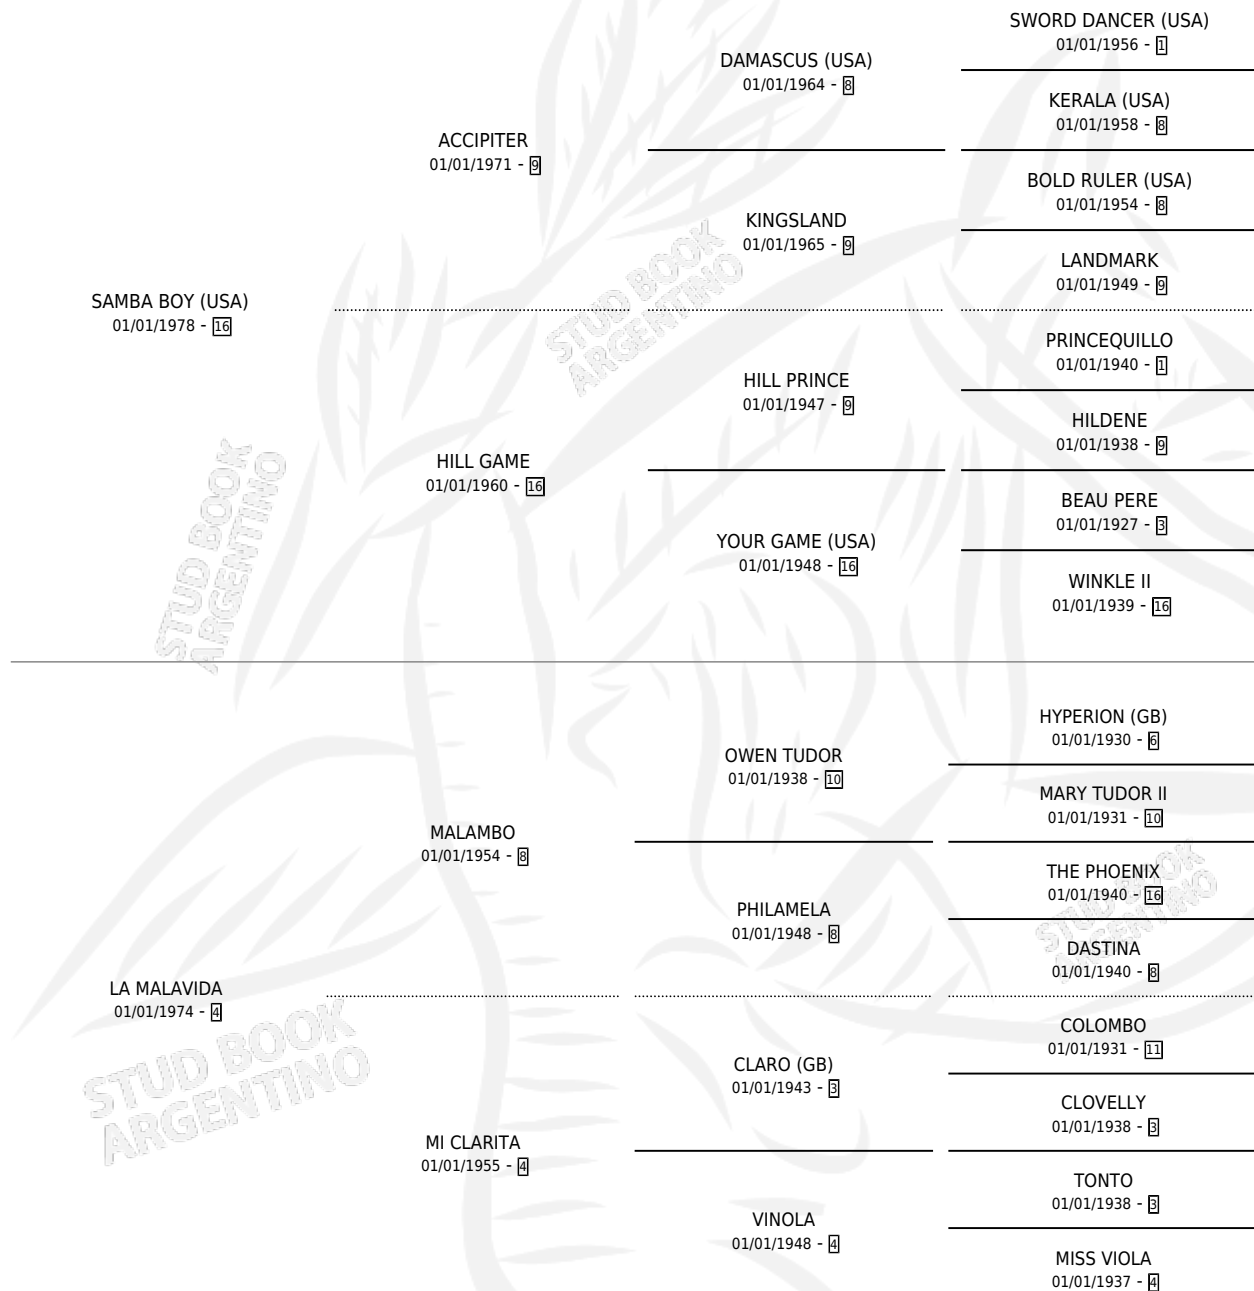 SWORD DANCER (USA)
01/01/1956 - 1
DAMASCUS (USA)
01/01/1964 - 8
KERALA (USA)
01/01/1958 - 8
ACCIPITER
01/01/1971 - 9
BOLD RULER (USA)
01/01/1954 - 8
KINGSLAND
01/01/1965 - 9
LANDMARK
01/01/1949 - 9
SAMBA BOY (USA)
01/01/1978 - 16
PRINCEQUILLO
01/01/1940 - 1
HILL PRINCE
01/01/1947 - 9
HILDENE
01/01/1938 - 9
HILL GAME
01/01/1960 - 16
BEAU PERE
01/01/1927 - 3
YOUR GAME (USA)
01/01/1948 - 16
WINKLE II
01/01/1939 - 16
HYPERION (GB)
01/01/1930 - 6
OWEN TUDOR
01/01/1938 - 10
MARY TUDOR II
01/01/1931 - 10
MALAMBO
01/01/1954 - 8
THE PHOENIX
01/01/1940 - 16
PHILAMELA
01/01/1948 - 8
DASTINA
01/01/1940 - 8
LA MALAVIDA
01/01/1974 - 4
COLOMBO
01/01/1931 - 11
CLARO (GB)
01/01/1943 - 3
CLOVELLY
01/01/1938 - 3
MI CLARITA
01/01/1955 - 4
TONTO
01/01/1938 - 3
VINOLA
01/01/1948 - 4
MISS VIOLA
01/01/1937 - 4
STUD BOOK
ARGENTINO
STUD BOOK
ARGENTINO
STUD BOOK
ARGENTINO
STUD BOOK
ARGENTINO